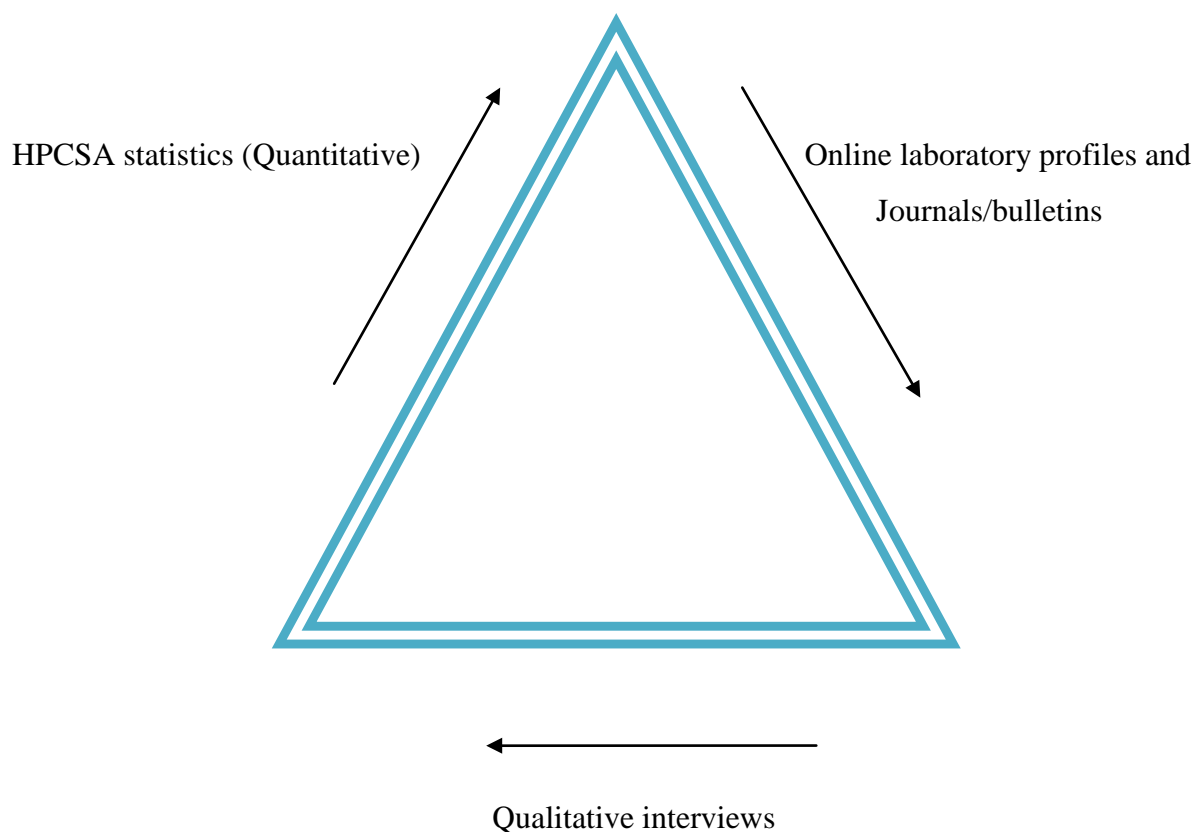 HPCSA statistics (Quantitative)
Online laboratory profiles and
Journals/bulletins
Qualitative interviews